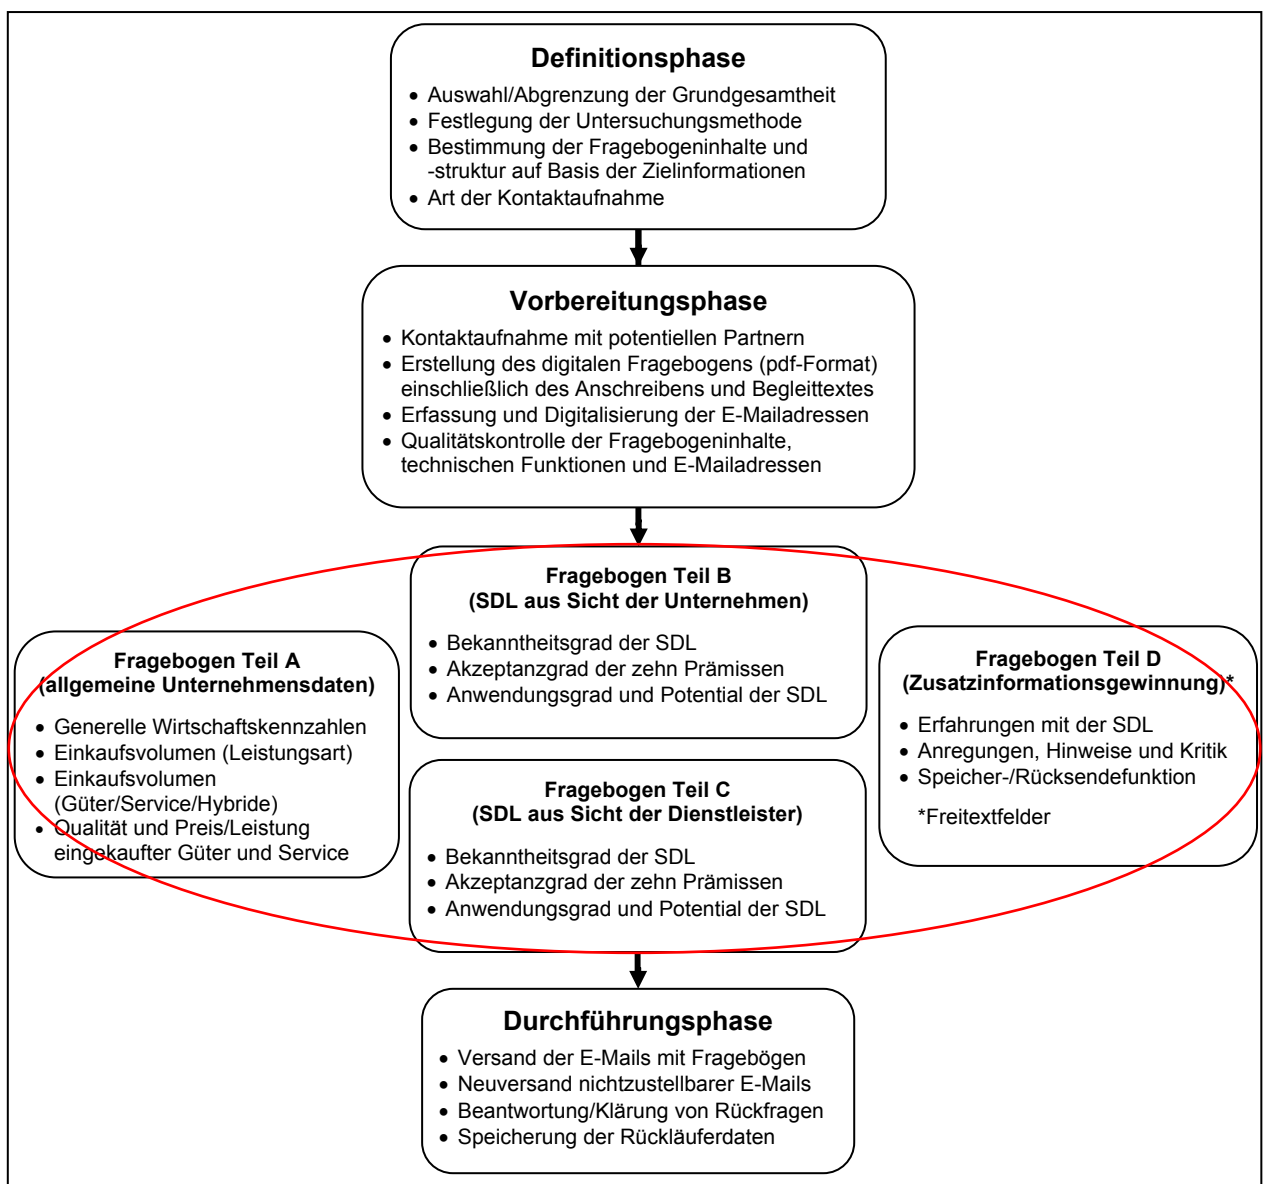 Definitionsphase
• Auswahl/Abgrenzung der Grundgesamtheit
• Festlegung der Untersuchungsmethode
• Bestimmung der Fragebogeninhalte und
-struktur auf Basis der Zielinformationen
• Art der Kontaktaufnahme
Vorbereitungsphase
• Kontaktaufnahme mit potentiellen Partnern
• Erstellung des digitalen Fragebogens (pdf-Format)
einschließlich des Anschreibens und Begleittextes
• Erfassung und Digitalisierung der E-Mailadressen
• Qualitätskontrolle der Fragebogeninhalte,
technischen Funktionen und E-Mailadressen
Fragebogen Teil A
(allgemeine Unternehmensdaten)
• Generelle Wirtschaftskennzahlen
• Einkaufsvolumen (Leistungsart)
• Einkaufsvolumen
(Güter/Service/Hybride)
• Qualität und Preis/Leistung
eingekaufter Güter und Service
Fragebogen Teil B
(SDL aus Sicht der Unternehmen)
• Bekanntheitsgrad der SDL
• Akzeptanzgrad der zehn Prämissen
• Anwendungsgrad und Potential der SDL
Fragebogen Teil C
(SDL aus Sicht der Dienstleister)
• Bekanntheitsgrad der SDL
• Akzeptanzgrad der zehn Prämissen
• Anwendungsgrad und Potential der SDL
Fragebogen Teil D
(Zusatzinformationsgewinnung)*
• Erfahrungen mit der SDL
• Anregungen, Hinweise und Kritik
• Speicher-/Rücksendefunktion
*Freitextfelder
Durchführungsphase
• Versand der E-Mails mit Fragebögen
• Neuversand nichtzustellbarer E-Mails
• Beantwortung/Klärung von Rückfragen
• Speicherung der Rückläuferdaten